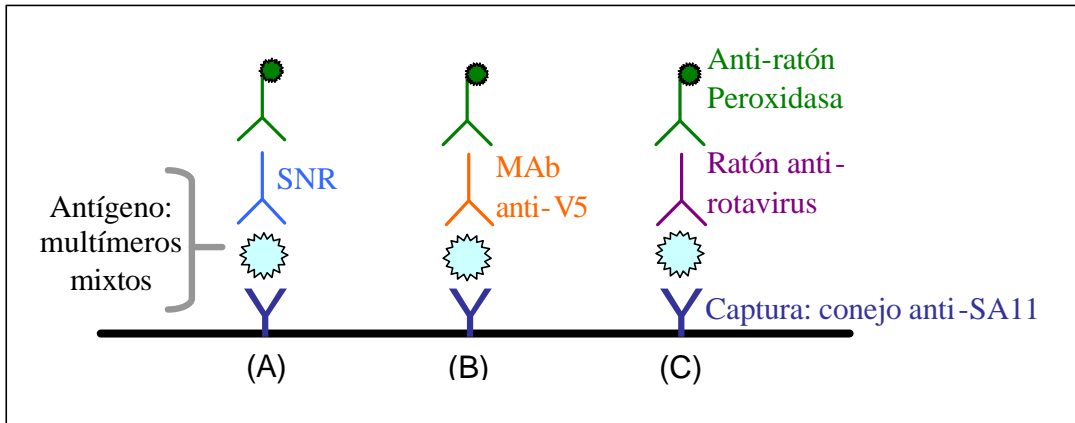 Anti-ratón
Peroxidasa
SNR
MAb
anti-V5
Ratón anti-
rotavirus
Antígeno:
multímeros
mixtos
Captura: conejo anti-SA11
(A)
(B)
(C)